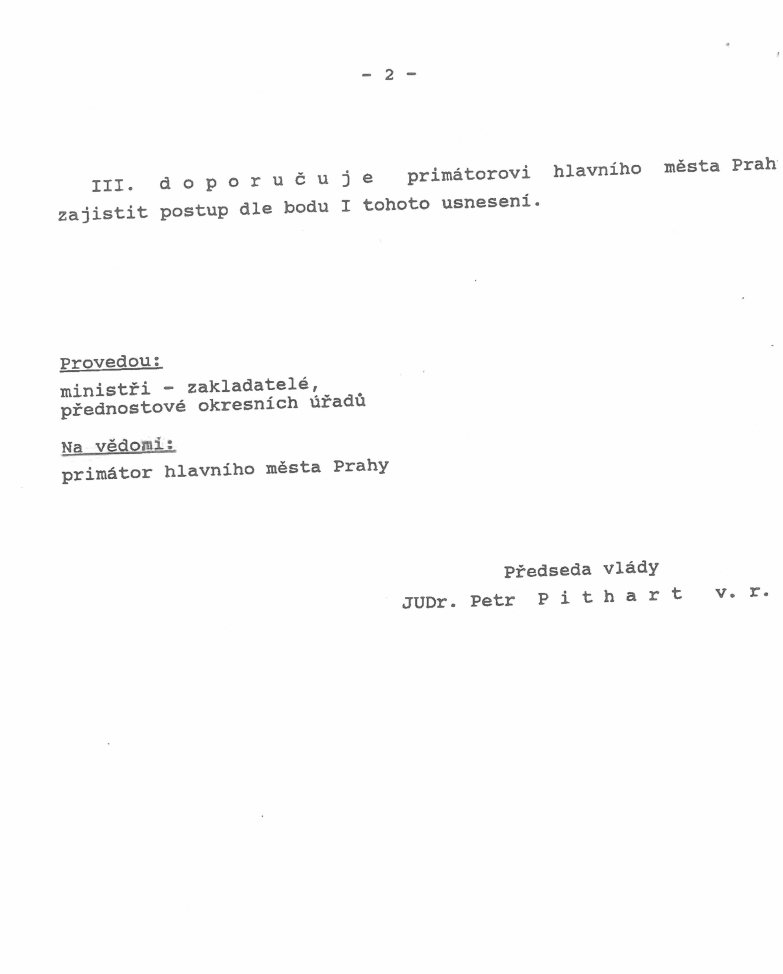 - 2 -
III. d o p o r u č u j e primátorovi hlavního města Prah
zajistit postup dle bodu I tohoto usnesení.
Provedou:
ministři - zakladatelé,
přednostové okresních úřadů
Na vědomí:
primátor hlavního města Prahy
Předseda vlády
JUDr. Petr P i t h a r t v. r.